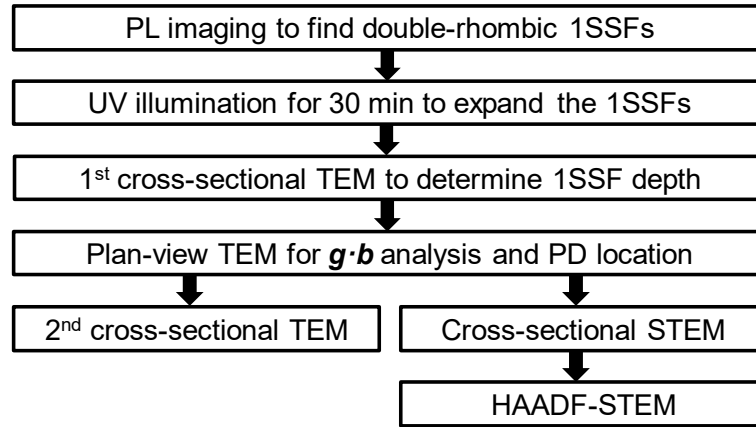 PL imaging to find double-rhombic 1SSFs
UV illumination for 30 min to expand the 1SSFs
1st cross-sectional TEM to determine 1SSF depth
Plan-view TEM for g·b analysis and PD location
2nd cross-sectional TEM
Cross-sectional STEM
HAADF-STEM